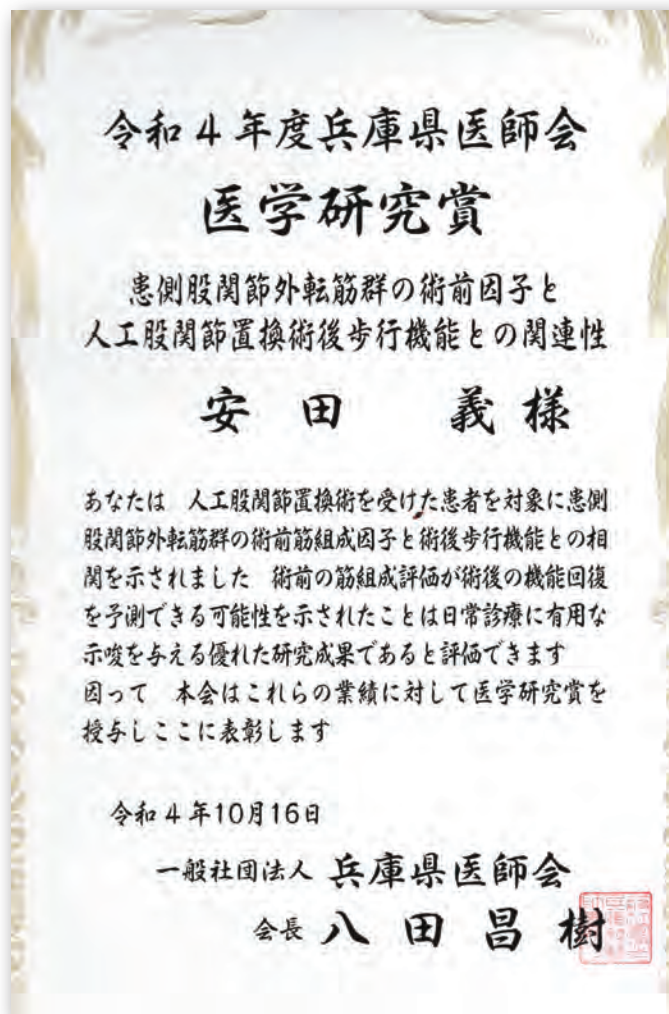 令和4年度兵庫県医師会
医学研究賞
患側股関節外転筋群の術前因子と
人工股関節置換術後歩行機能との関連性
安田 義様
あなたは 人工股関節置換術を受けた患者を対象に患側
股関節外転筋群の術前筋組成因子と術後歩行機能との相
関を示されました 術前の筋組成評価が術後の機能回復
を予測できる可能性を示されたことは日常診療に有用な
示唆を与える優れた研究成果であると評価できます
因って 本会はこれらの業績に対して医学研究賞を
授与しここに表彰します
令和4年10月16日
一般社団法人 兵庫県医師会
会長 八田昌樹